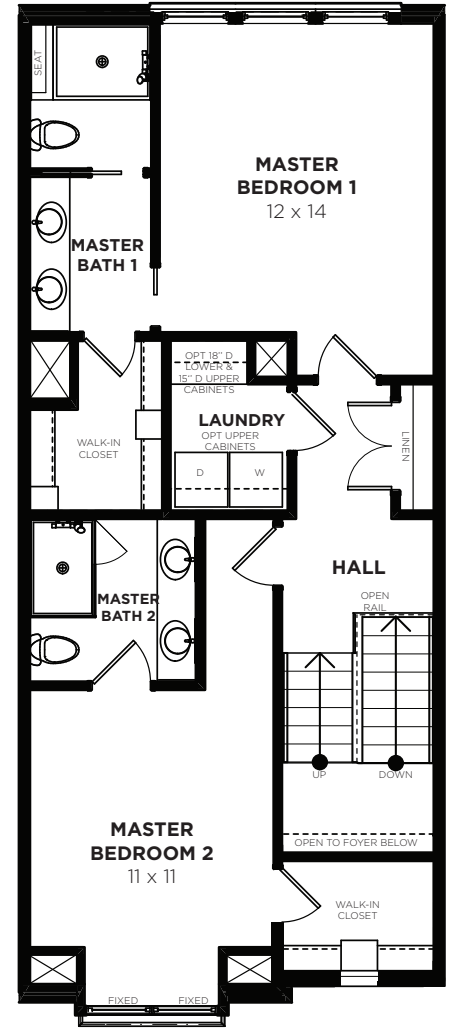 SEAT
MASTER
BEDROOM 1
12 x 14
MASTER
BATH 1
OPT 18" D
LOWER &
15" D UPPER
CABINETS
LAUNDRY
OPT UPPER
CABINETS
D
W
LINEN
WALK-IN
CLOSET
MASTER
BATH 2
HALL
OPEN
RAIL
UP
DOWN
OPEN TO FOYER BELOW
MASTER
BEDROOM 2
11 x 11
WALK-IN
CLOSET
FIXED
FIXED